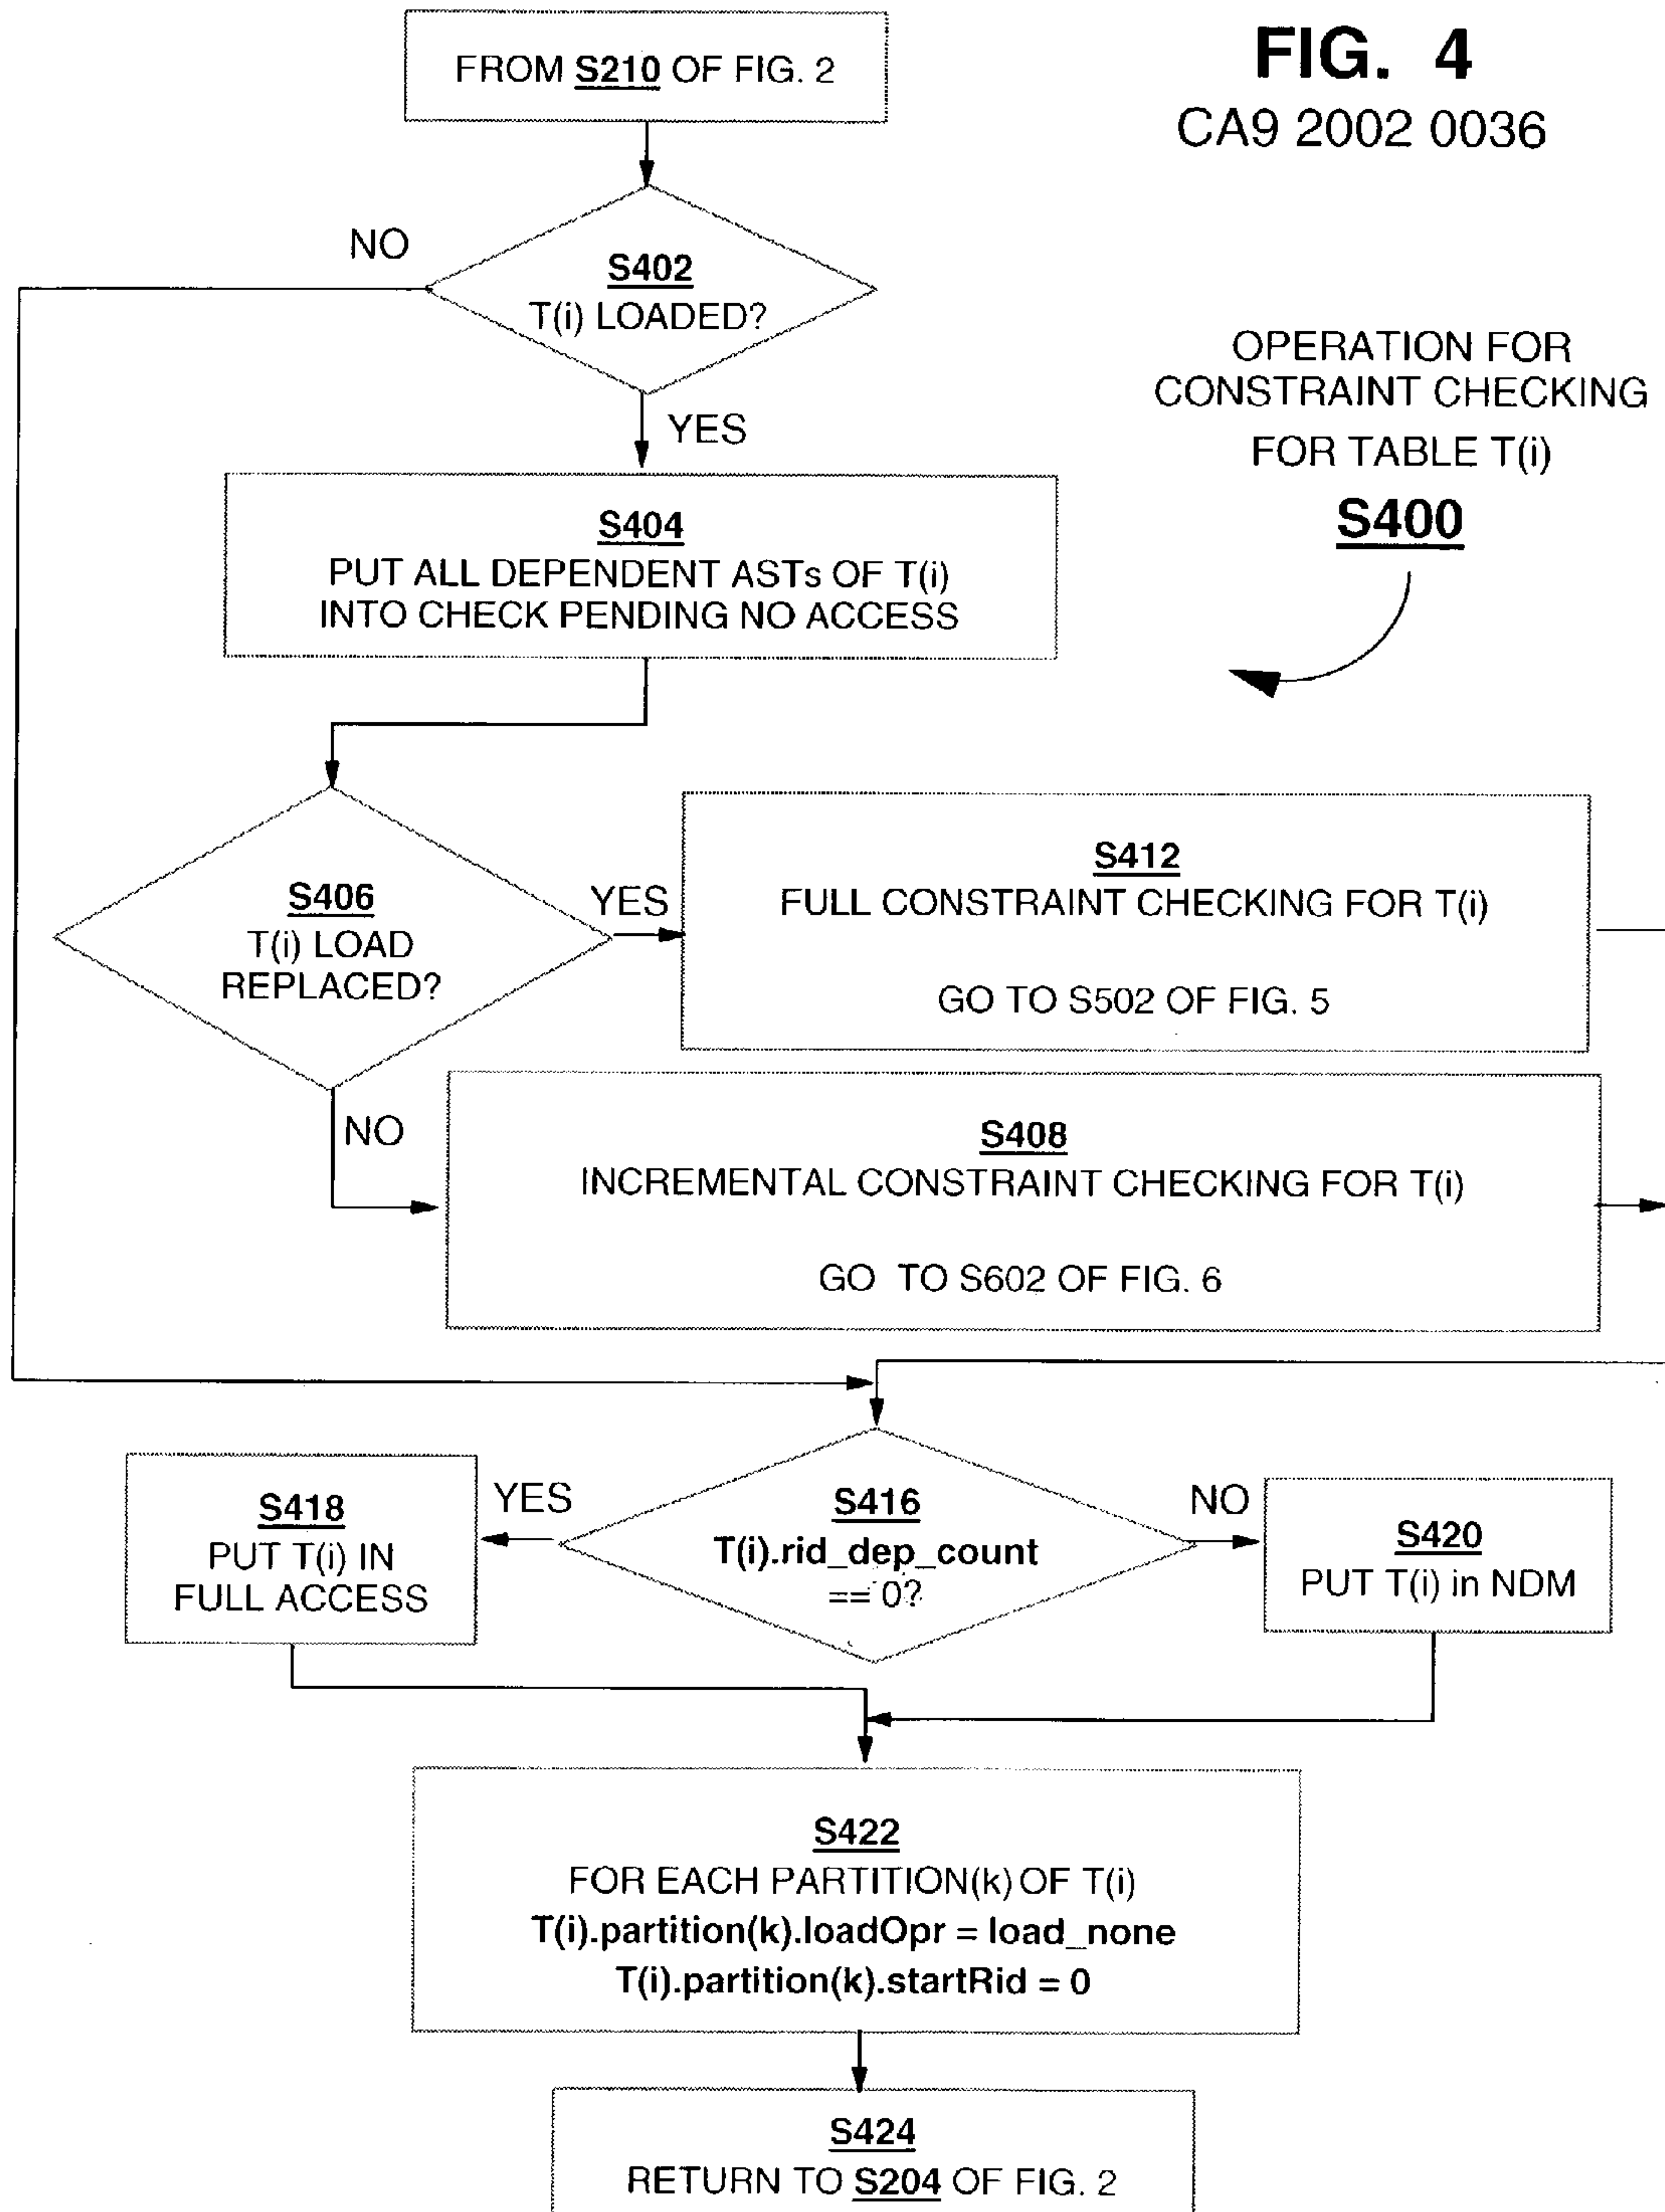 FIG. 4
CA9 2002 0036
FROM S210 OF FIG. 2
NO
S402
T(i) LOADED?
YES
OPERATION FOR
CONSTRAINT CHECKING
FOR TABLE T(i)
S400
S404
PUT ALL DEPENDENT ASTs OF T(i)
INTO CHECK PENDING NO ACCESS
S406
T(i) LOAD
REPLACED?
YES
S412
FULL CONSTRAINT CHECKING FOR T(i)
GO TO S502 OF FIG. 5
NO
S408
INCREMENTAL CONSTRAINT CHECKING FOR T(i)
GO TO S602 OF FIG. 6
S416
T(i).rid_dep_count
== 0?
YES
S418
PUT T(i) IN
FULL ACCESS
NO
S420
PUT T(i) in NDM
S422
FOR EACH PARTITION(k) OF T(i)
T(i).partition(k).loadOpr = load_none
T(i).partition(k).startRid = 0
S424
RETURN TO S204 OF FIG. 2